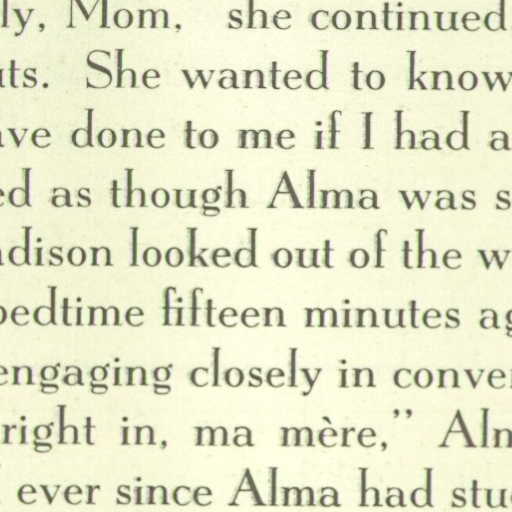 ly, Mom, she continued
ts. She wanted to know
ave done to me if I had a
ed as though Alma was s
dison looked out of the w
bedtime fifteen minutes ag
engaging closely in conver
right in, ma mère,” Alm
ever since Alma had stu